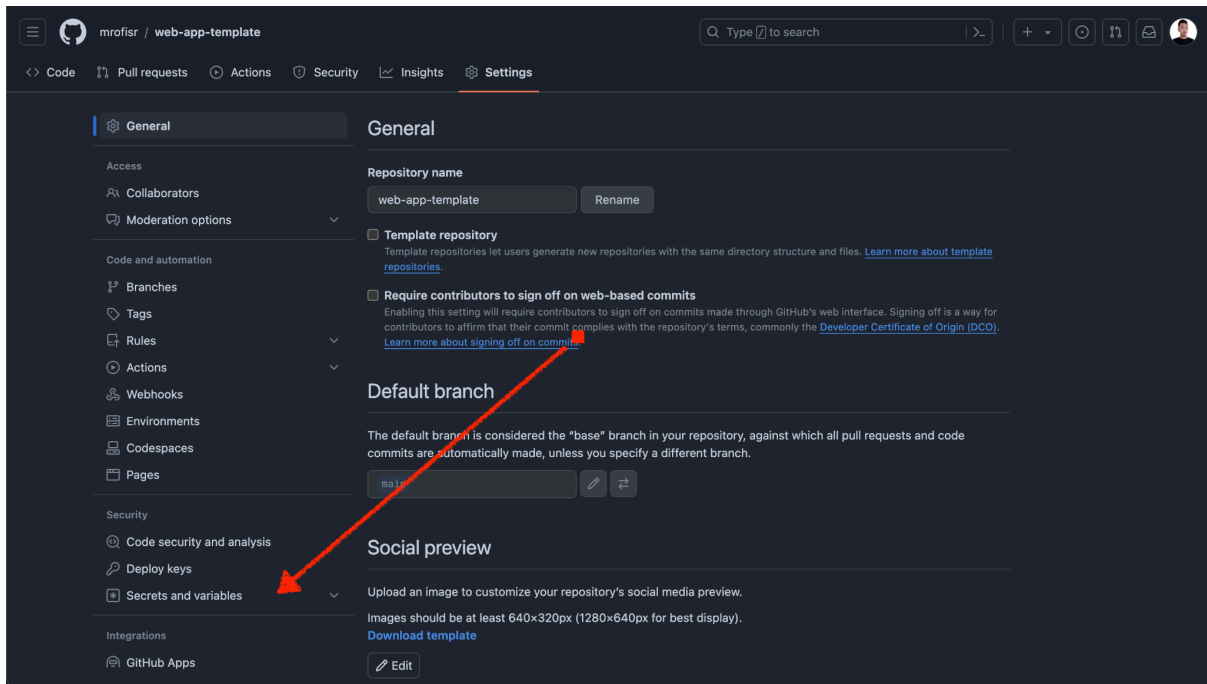 mrofisr / web-app-template
Type / to search
Code
Pull requests
Actions
Security
Insights
Settings
General
Access
Collaborators
Moderation options
Code and automation
Branches
Tags
Rules
Actions
Webhooks
Environments
Codespaces
Pages
Security
Code security and analysis
Deploy keys
Secrets and variables
Integrations
GitHub Apps
General
Repository name
web-app-template
Rename
Template repository
Template repositories let users generate new repositories with the same directory structure and files. Learn more about template
repositories.
Require contributors to sign off on web-based commits
Enabling this setting will require contributors to sign off on commits made through GitHub's web interface. Signing off is a way for
contributors to affirm that their commit complies with the repository's terms, commonly the Developer Certificate of Origin (DCO).
Learn more about signing off on commits.
Default branch
The default branch is considered the "base" branch in your repository, against which all pull requests and code
commits are automatically made, unless you specify a different branch.
main
Social preview
Upload an image to customize your repository's social media preview.
Images should be at least 640×320px (1280×640px for best display).
Download template
Edit